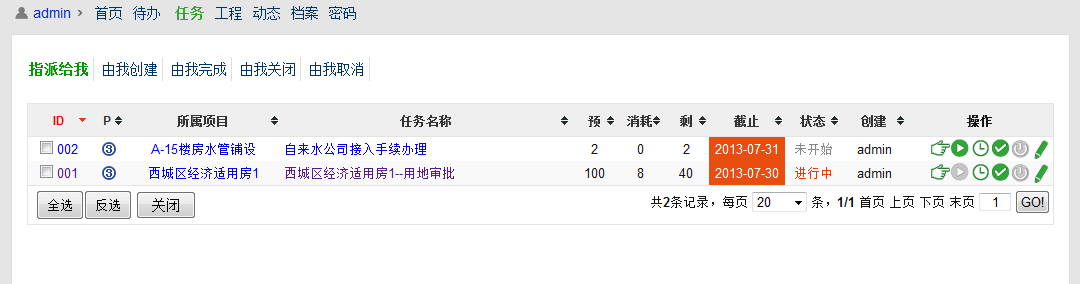 admin › 首页 待办 任务 工程 动态 档案 密码
指派给我 由我创建 由我完成 由我关闭 由我取消
ID P 所属项目 任务名称 预 消耗 剩 截止 状态 创建 操作
002 3 A-15楼房水管铺设 自来水公司接入手续办理 2 0 2 2013-07-31 未开始 admin
001 3 西城区经济适用房1 西城区经济适用房1--用地审批 100 8 40 2013-07-30 进行中 admin
全选 反选 关闭 共2条记录，每页 20 条，1/1 首页 上页 下页 末页 1 GO!